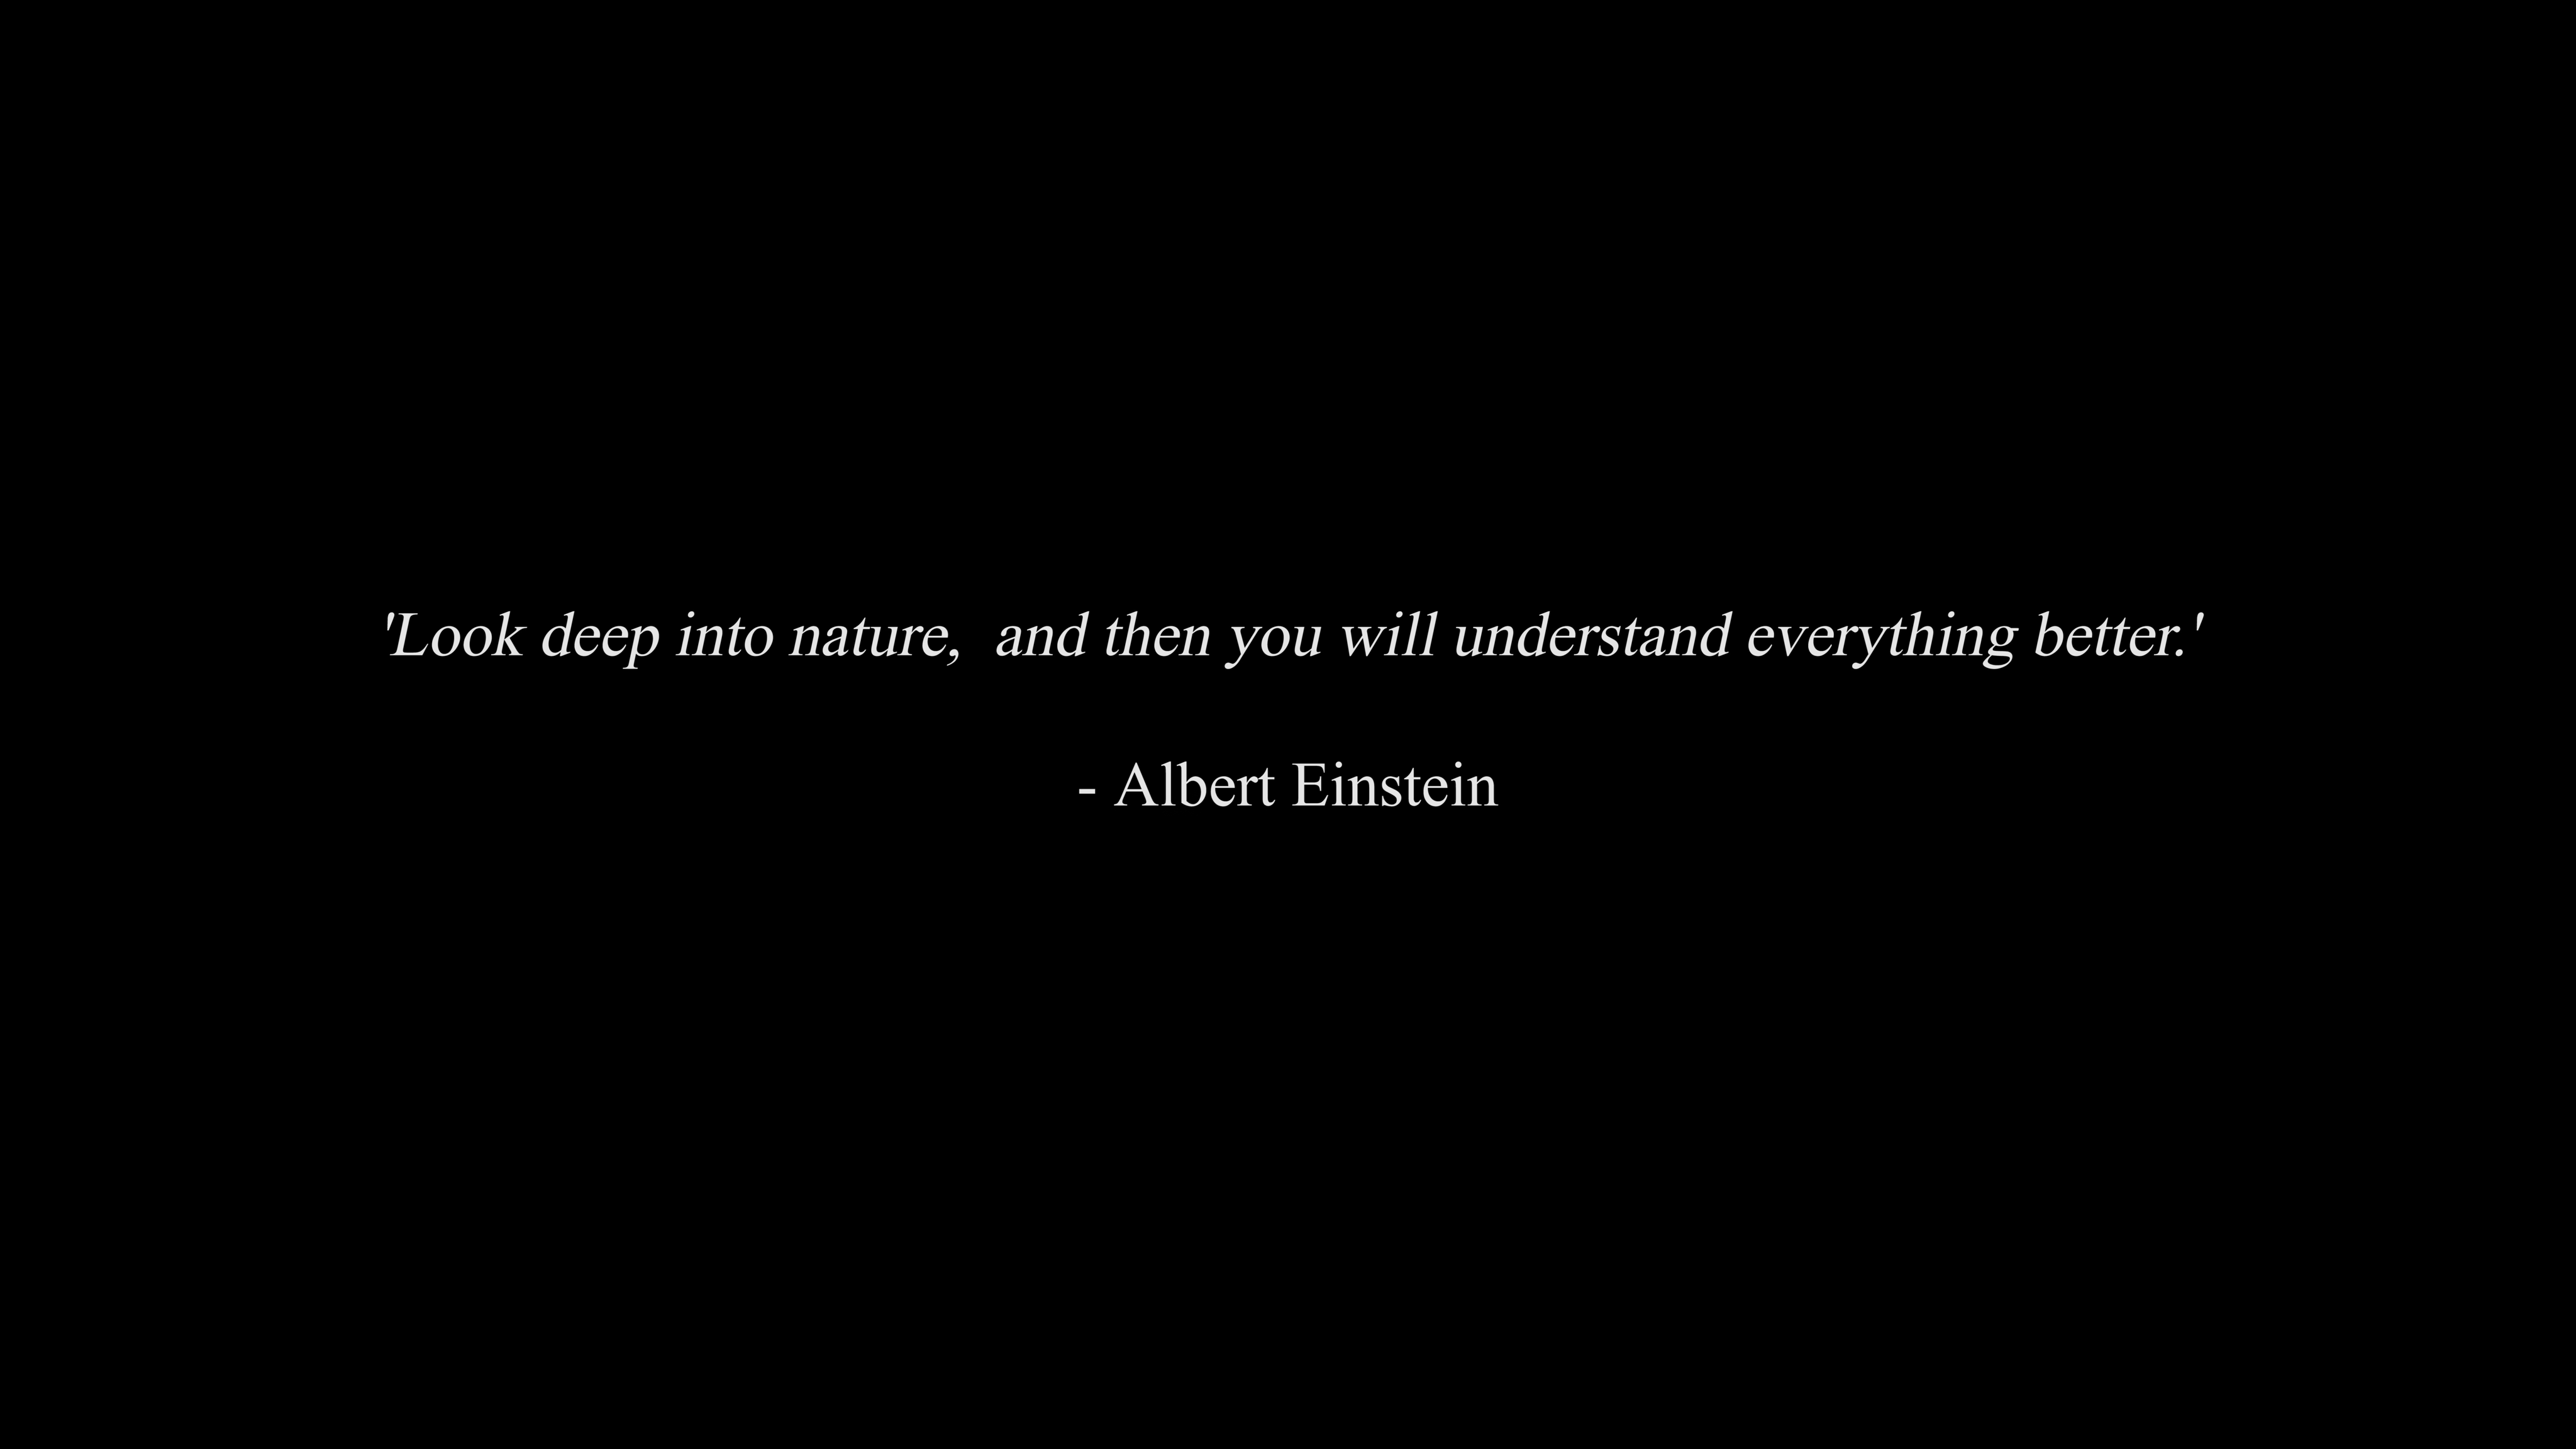 'Look deep into nature,  and then you will understand everything better.'
- Albert Einstein